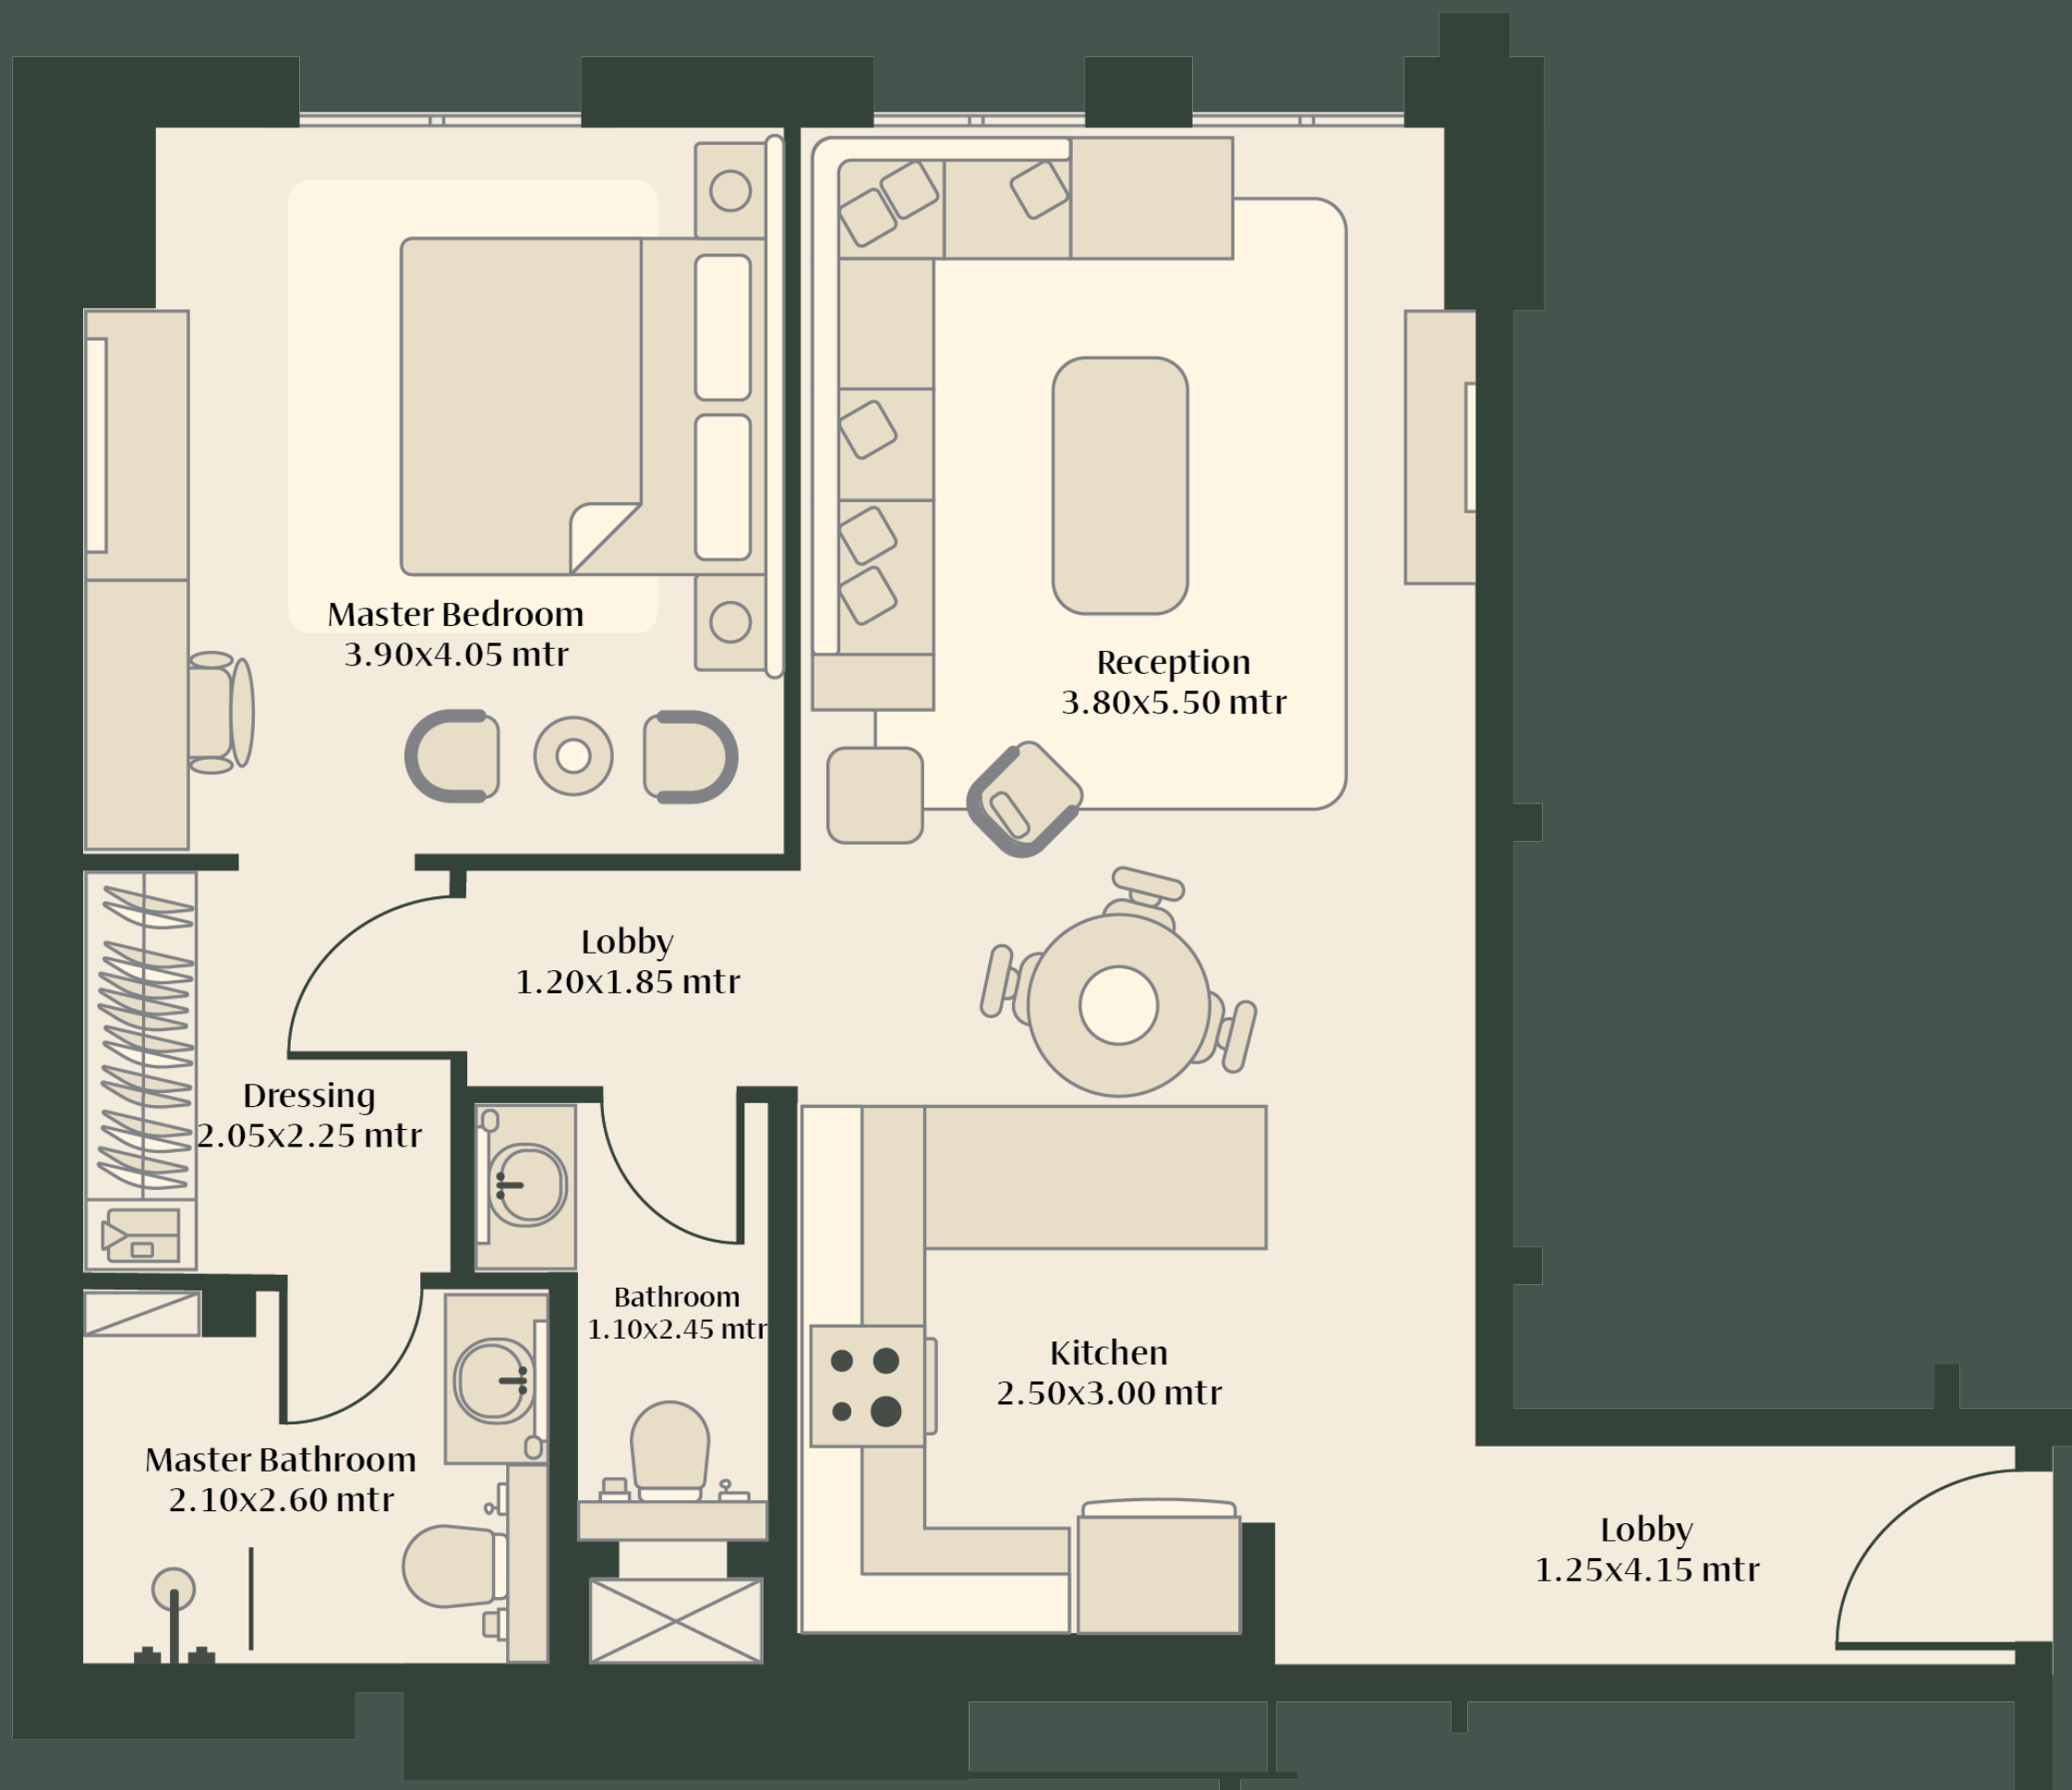 Master Bedroom
3.90x4.05 mtr
Reception
3.80x5.50 mtr
Lobby
1.20x1.85 mtr
Dressing
2.05x2.25 mtr
Bathroom
1.10x2.45 mtr
Kitchen
2.50x3.00 mtr
Master Bathroom
2.10x2.60 mtr
Lobby
1.25x4.15 mtr